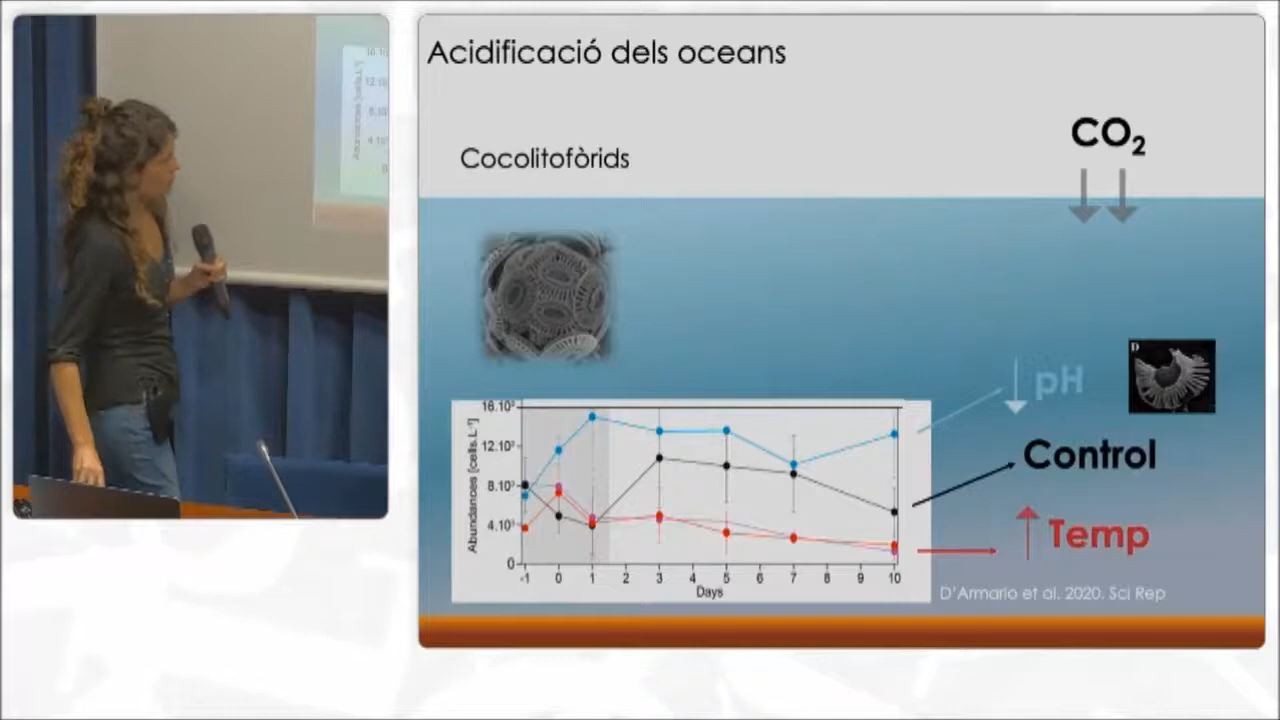 Acidificació dels oceans
CO2
Cocolitofòrids
D
pH
Control
Temp
Abundances [cells.L⁻¹]
16.10³
12.10³
8.10³
4.10³
0
-1 0 1 2 3 4 5 6 7 8 9 10
Days
D'Armario et al. 2020. Sci Rep